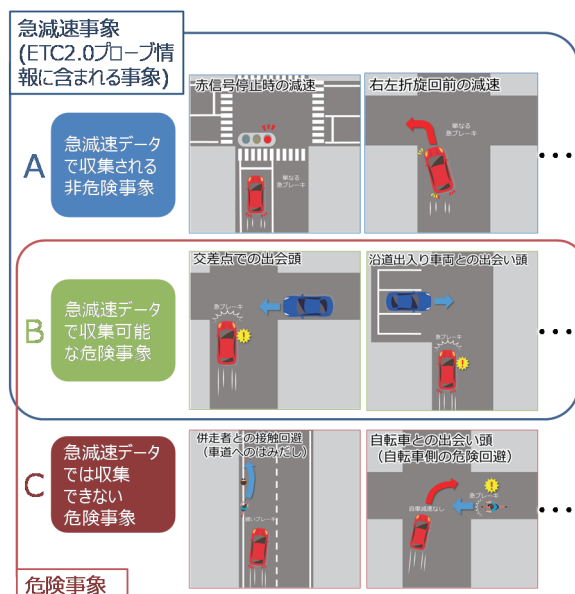 急減速事象
(ETC2.0プローブ情
報に含まれる事象)
A
急減速データ
で収集される
非危険事象
赤信号停止時の減速
単なる
急ブレーキ
右左折旋回前の減速
単なる
急ブレーキ
•••
B
急減速データ
で収集可能
な危険事象
交差点での出会頭
急ブレーキ
沿道出入り車両との出会い頭
急ブレーキ
•••
C
急減速データ
では収集
できない
危険事象
併走者との接触回避
(車道へのはみだし)
緩いブレーキ
自転車との出会い頭
(自転車側の危険回避)
急ブレーキ
自車減速なし
•••
危険事象